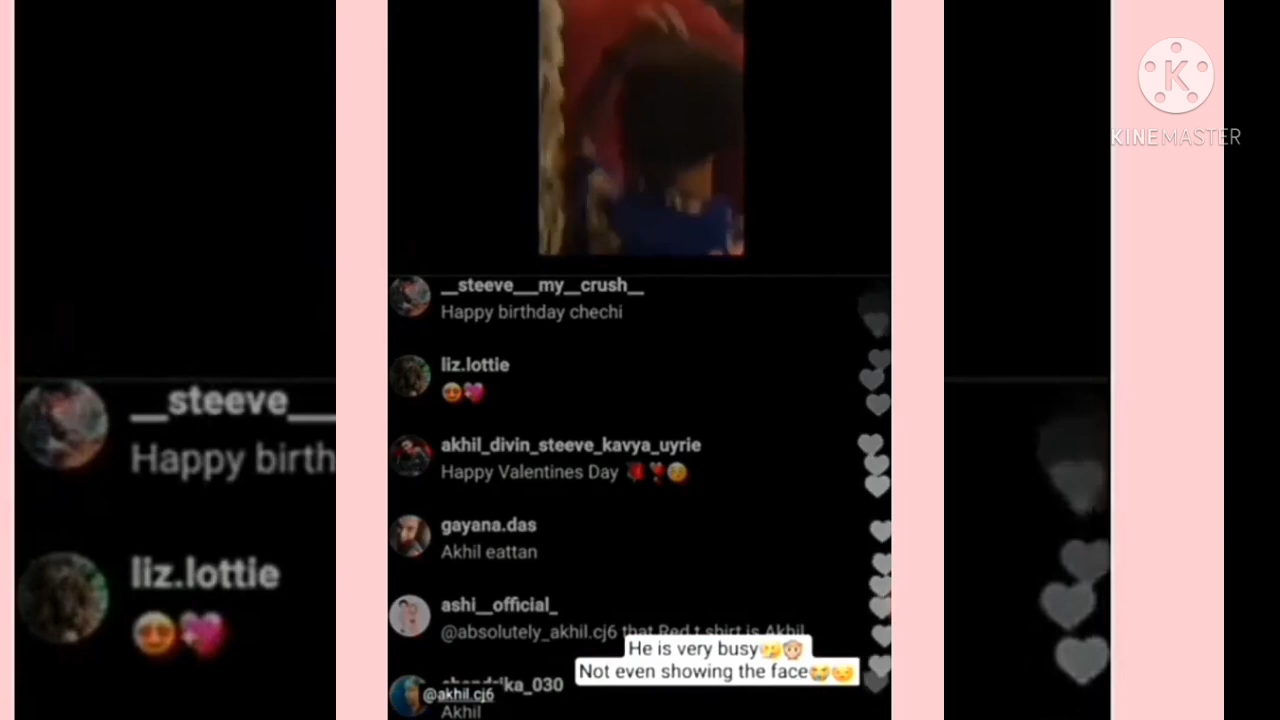 KINEMASTER
__steeve___my__crush__
Happy birthday chechi
liz.lottie
😍💖
akhil_divin_steeve_kavya_uyrie
Happy Valentines Day 🌹❣️☺️
gayana.das
Akhil eattan
ashi__official_
@absolutely_akhil.cj6 that Red t shirt is Akhil
He is very busy
Not even showing the face
ka_030
@akhil.cj6
Akhil
__steeve__
Happy birth
liz.lottie
😍💖